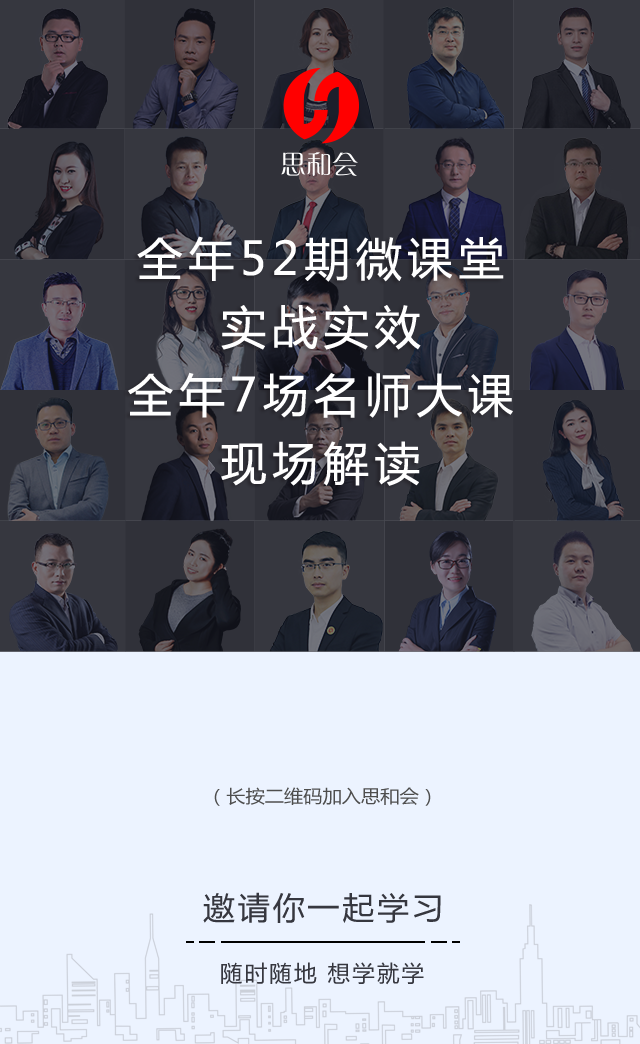 思和会
全年52期微课堂
实战实效
全年7场名师大课
现场解读
（长按二维码加入思和会）
邀请你一起学习
随时随地 想学就学